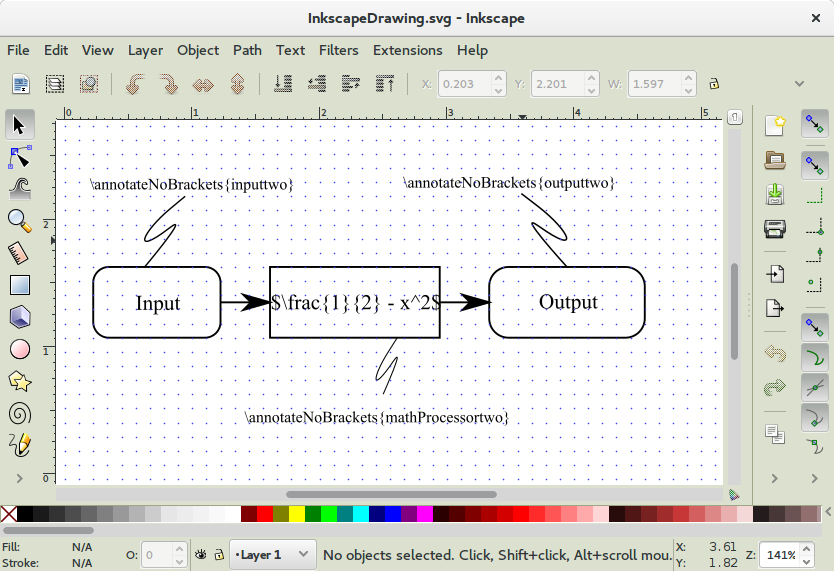 InkscapeDrawing.svg - Inkscape
File Edit View Layer Object Path Text Filters Extensions Help
X: 0.203 Y: 2.201 W: 1.597
0 1 2 3 4 5
\annotateNoBrackets{inputtwo} \annotateNoBrackets{outputtwo}
2
Input $\frac{1}{2} - x^2$ Output
1
\annotateNoBrackets{mathProcessortwo}
0
Fill: N/A O: 0 •Layer 1 No objects selected. Click, Shift+click, Alt+scroll mou. X: 3.61 Z: 141%
Stroke: N/A Y: 1.82